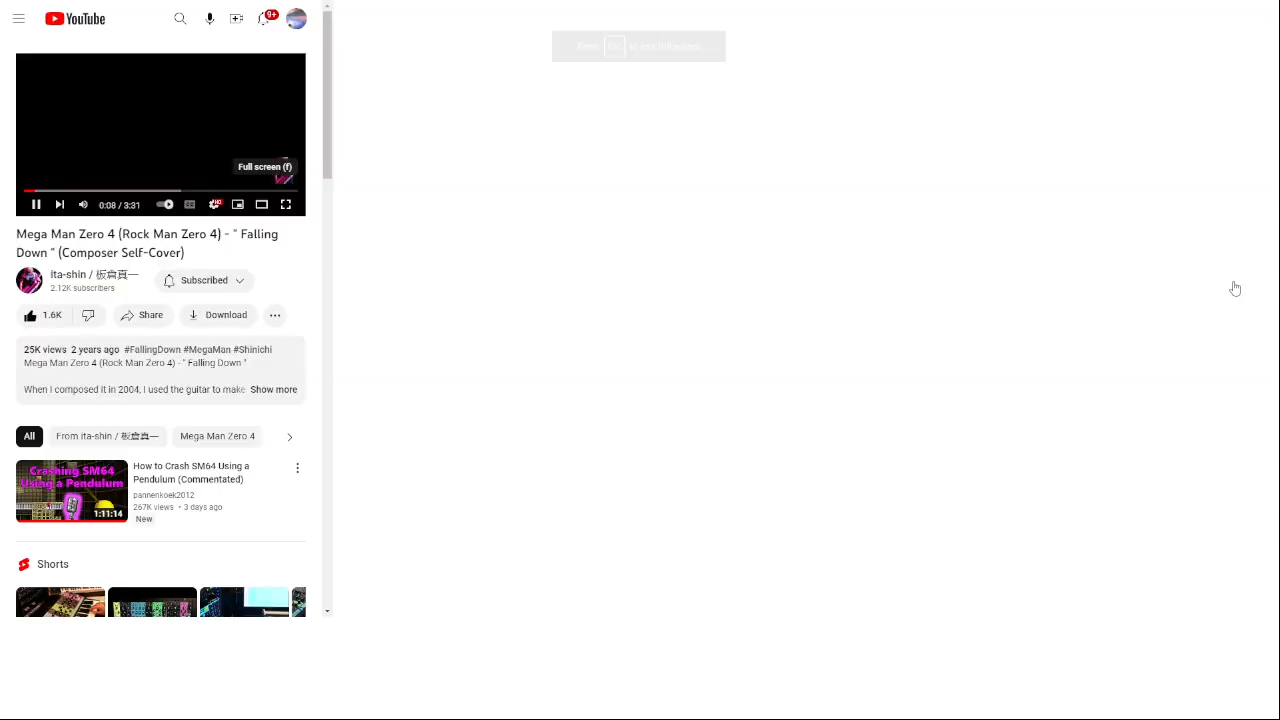 YouTube
9+
Full screen (f)
0:08 / 3:31
HD
Mega Man Zero 4 (Rock Man Zero 4) - " Falling
Down " (Composer Self-Cover)
ita-shin / 板倉真一
2.12K subscribers
Subscribed
1.6K
Share
Download
25K views 2 years ago #FallingDown #MegaMan #Shinichi
Mega Man Zero 4 (Rock Man Zero 4) - " Falling Down "
When I composed it in 2004, I used the guitar to make Show more
All
From ita-shin / 板倉真一
Mega Man Zero 4
Crashing SM64
Using a Pendulum
1:11:14
How to Crash SM64 Using a
Pendulum (Commentated)
pannenkoek2012
267K views • 3 days ago
New
Shorts